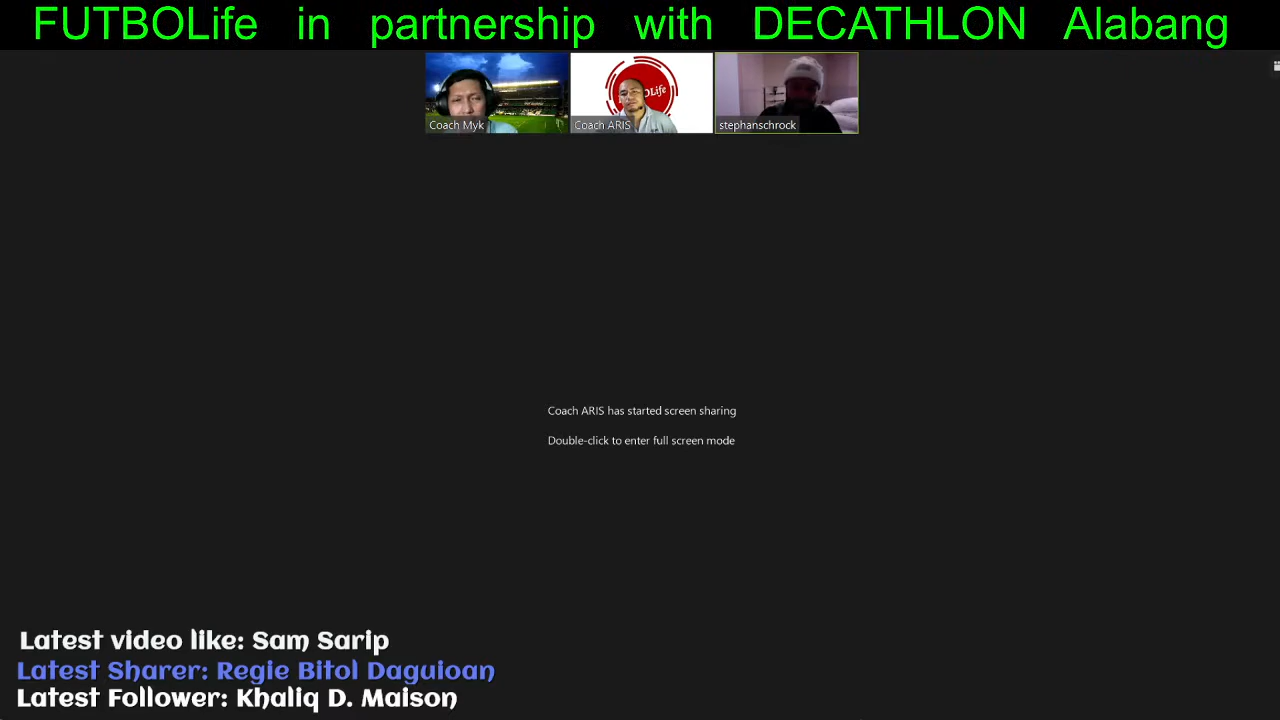 FUTBOLife in partnership with DECATHLON Alabang
OLife
Coach Myk
Coach ARIS
stephanschrock
Coach ARIS has started screen sharing
Double-click to enter full screen mode
Latest video like: Sam Sarip
Latest Sharer: Regie Bitol Daguioan
Latest Follower: Khaliq D. Maison